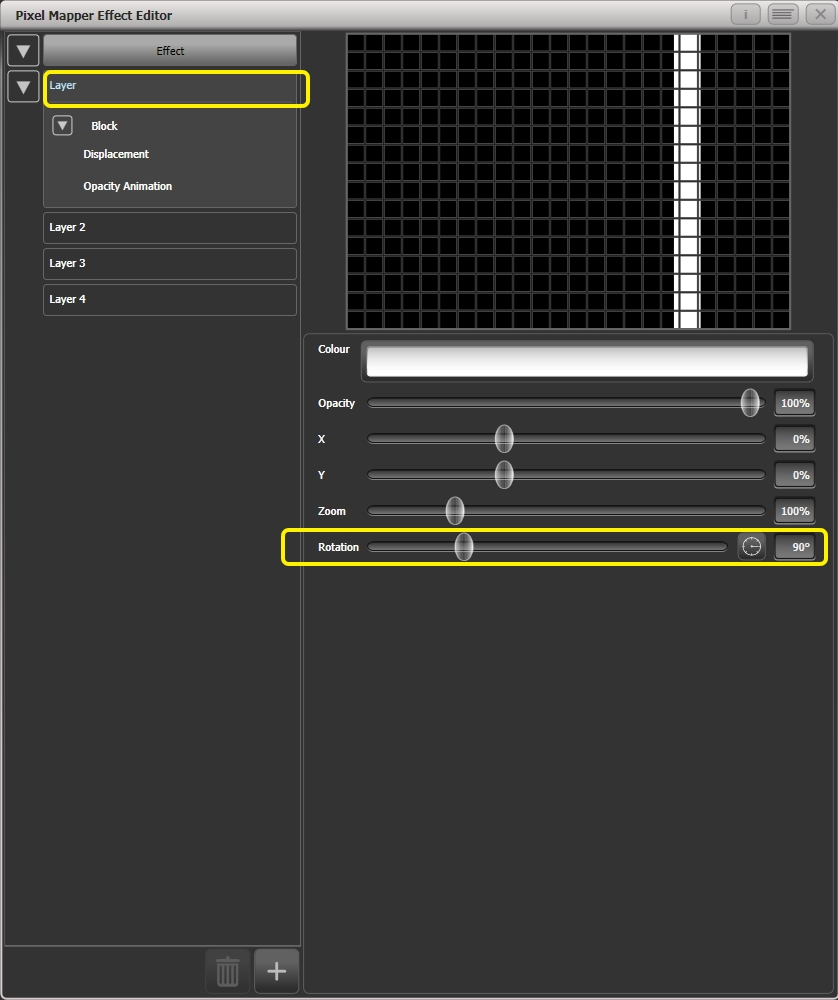 Pixel Mapper Effect Editor
i
Effect
Layer
Block
Displacement
Opacity Animation
Layer 2
Layer 3
Layer 4
Colour
Opacity 100%
X 0%
Y 0%
Zoom 100%
Rotation 90°